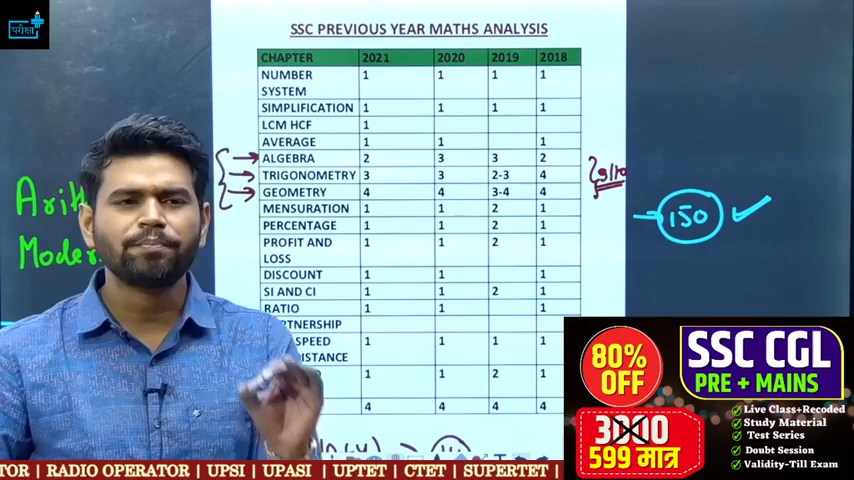 परीक्षा
SSC PREVIOUS YEAR MATHS ANALYSIS
CHAPTER 2021 2020 2019 2018
NUMBER SYSTEM 1 1 1 1
SIMPLIFICATION 1 1 1 1
LCM HCF 1
AVERAGE 1 1 1
ALGEBRA 2 3 3 2
TRIGONOMETRY 3 3 2-3 4
GEOMETRY 4 4 3-4 4
MENSURATION 1 1 2 1
PERCENTAGE 1 1 2 1
PROFIT AND LOSS 1 1 2 1
DISCOUNT 1 1 1
SI AND CI 1 1 2 1
RATIO 1 1 1
SPEED 1 1 1 1
1 1 2 1
4 4 4 4
9/10
150
80%
OFF
599 मात्र
SSC CGL
PRE + MAINS
Live Class+Recoded
Study Material
Test Series
Doubt Session
Validity-Till Exam
TOR | RADIO OPERATOR | UPSI | UPASI | UPTET | CTET | SUPERTET |